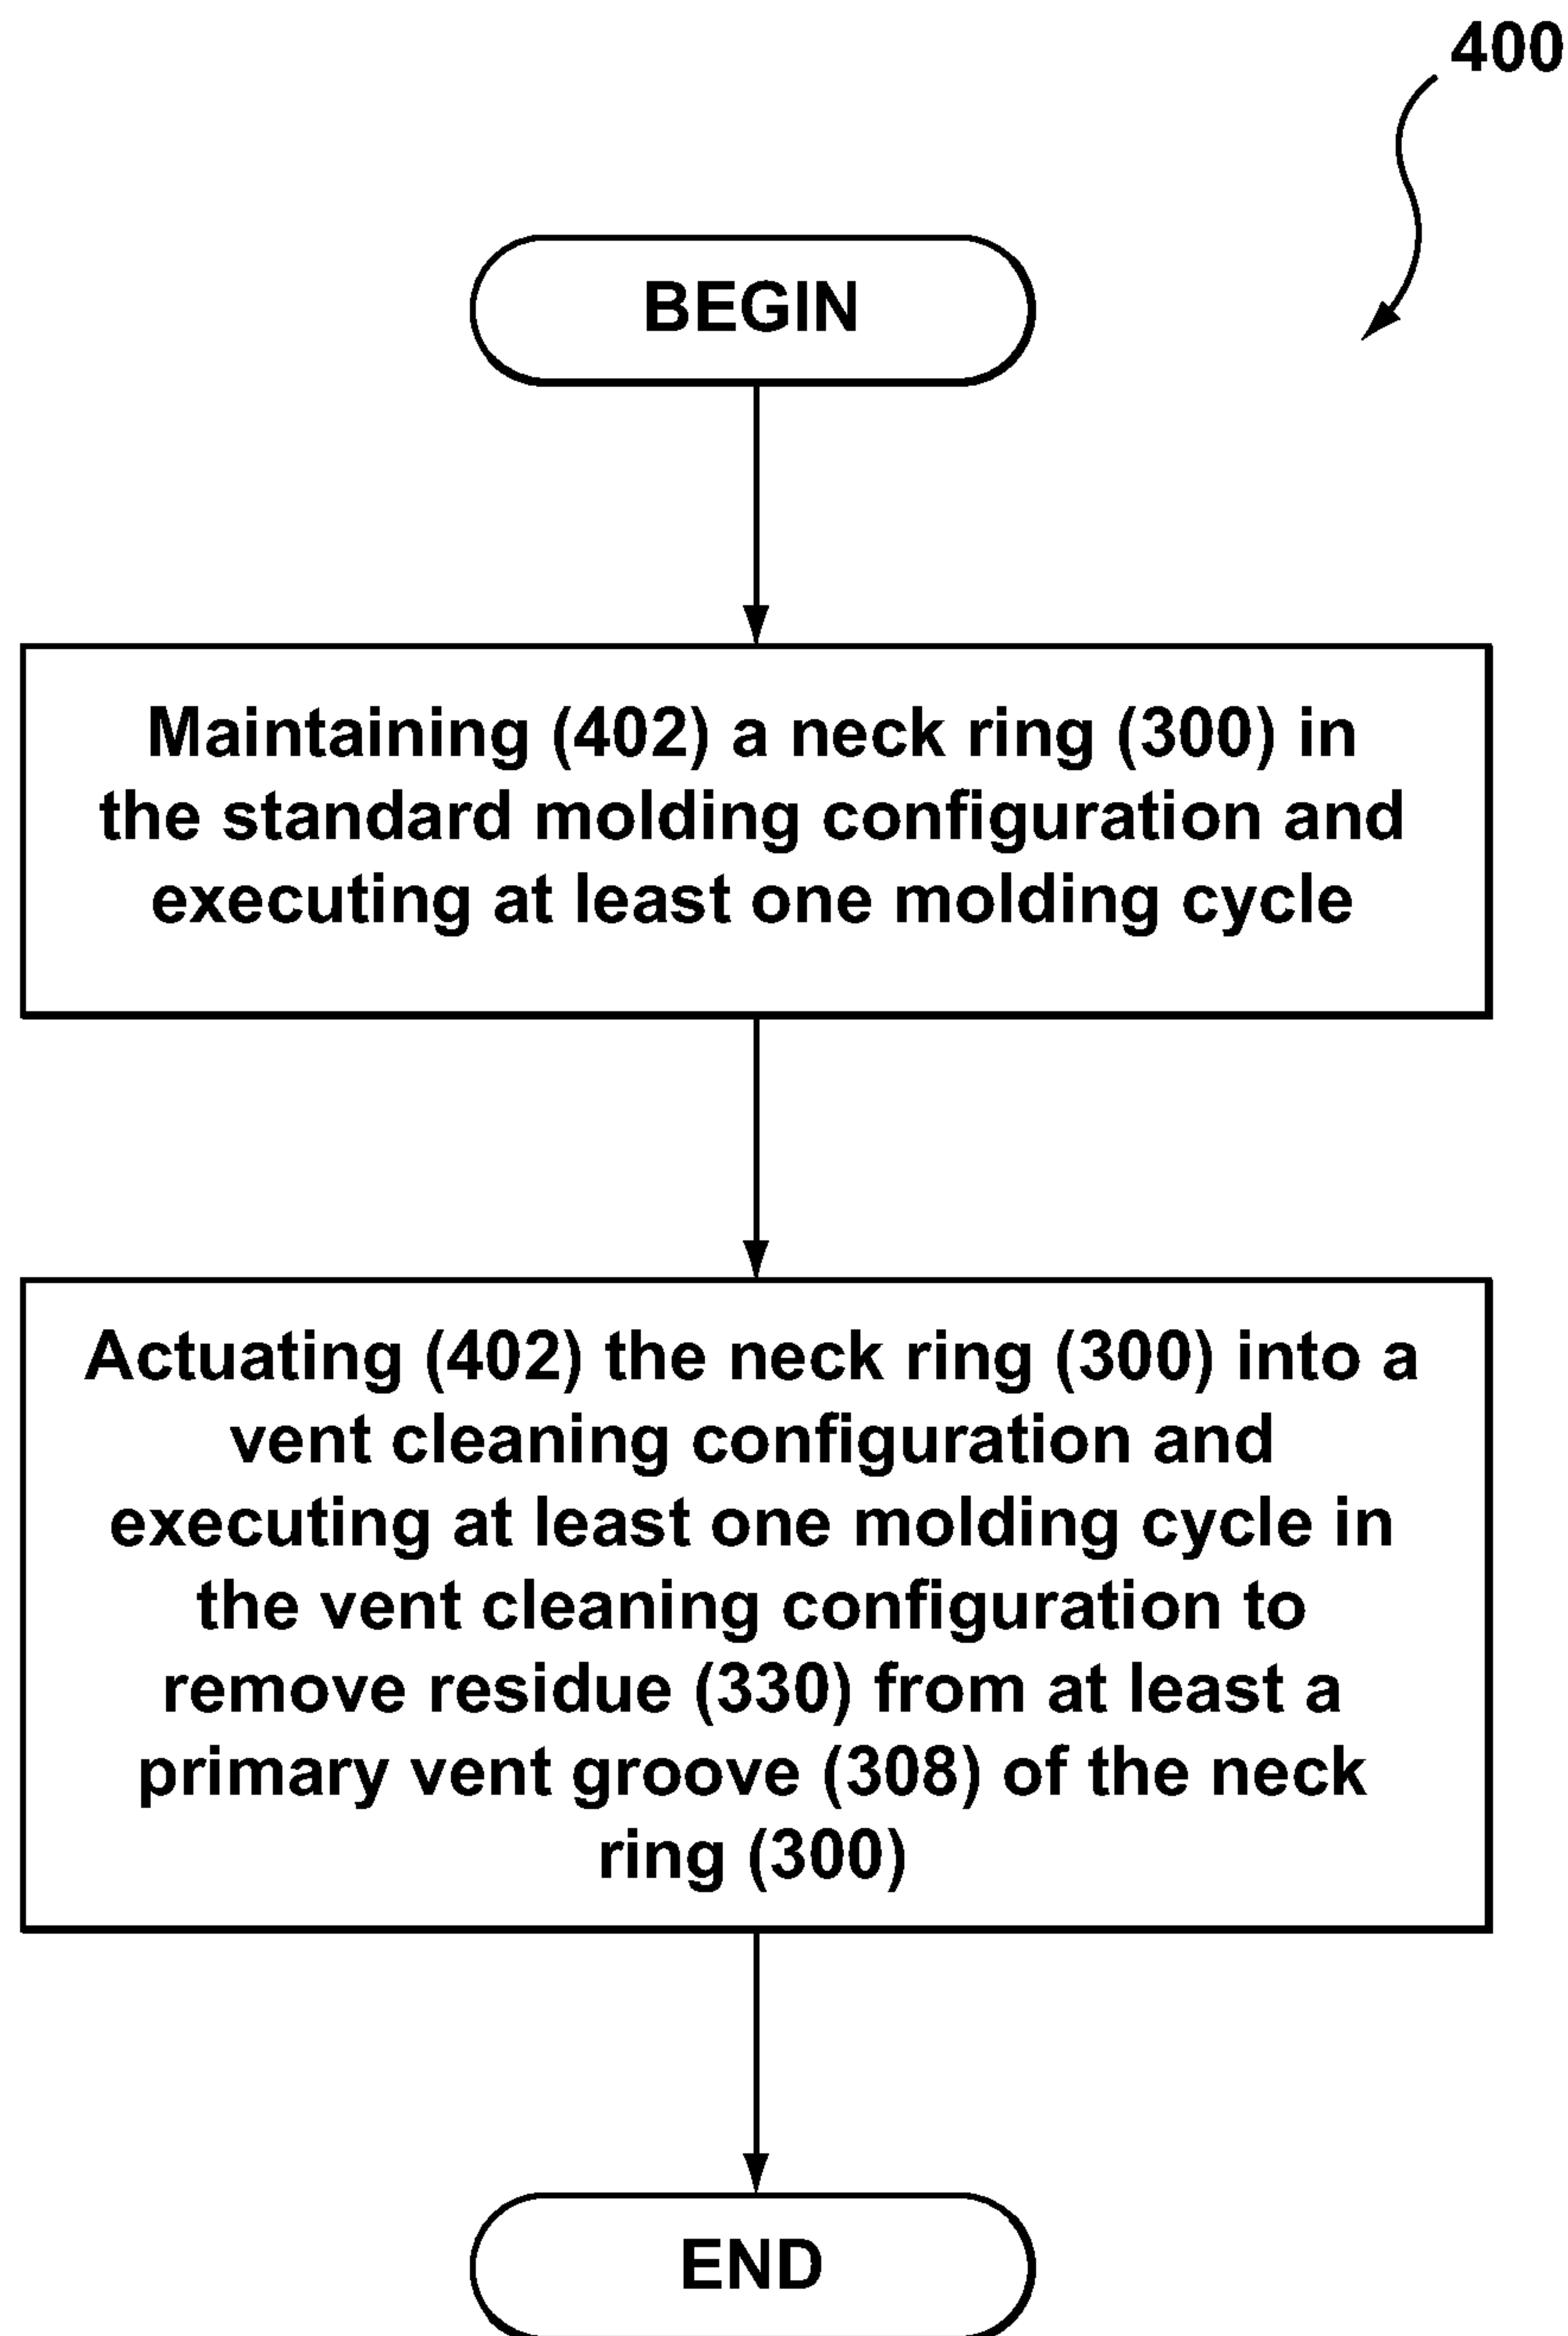 400
BEGIN
Maintaining (402) a neck ring (300) in
the standard molding configuration and
executing at least one molding cycle
Actuating (402) the neck ring (300) into a
vent cleaning configuration and
executing at least one molding cycle in
the vent cleaning configuration to
remove residue (330) from at least a
primary vent groove (308) of the neck
ring (300)
END